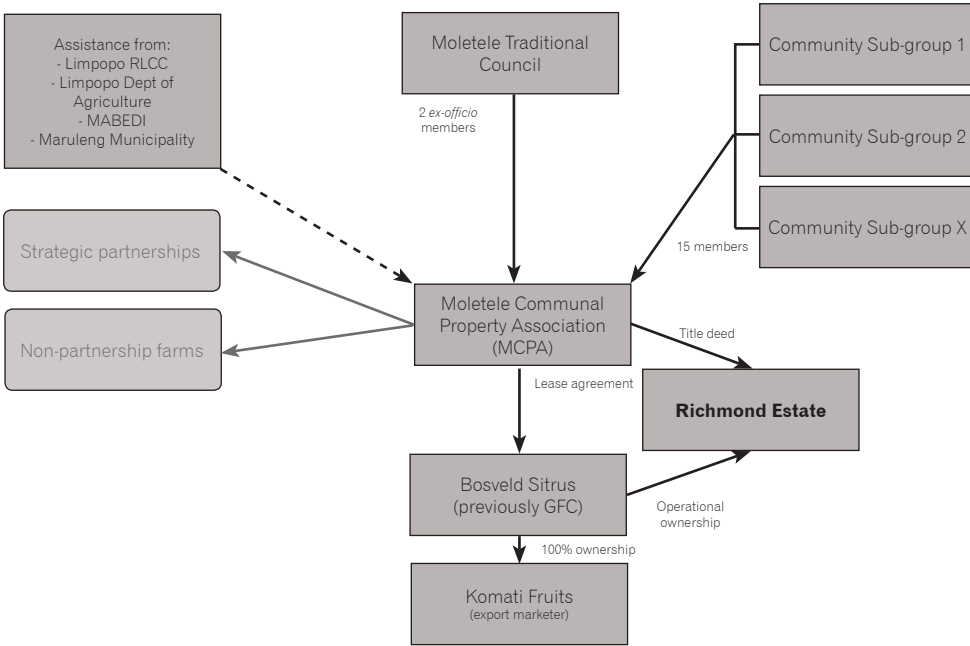 Assistance from:
- Limpopo RLCC
- Limpopo Dept of
Agriculture
- MABEDI
- Maruleng Municipality
Moletele Traditional
Council
2 ex-officio
members
Community Sub-group 1
Community Sub-group 2
Community Sub-group X
15 members
Strategic partnerships
Non-partnership farms
Moletele Communal
Property Association
(MCPA)
Title deed
Lease agreement
Richmond Estate
Bosveld Sitrus
(previously GFC)
Operational
ownership
100% ownership
Komati Fruits
(export marketer)